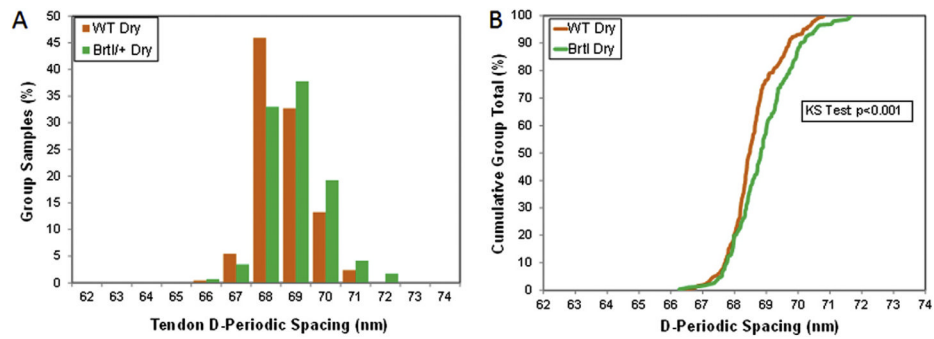 A
WT Dry
Brtl/+ Dry
Group Samples (%)
50
45
40
35
30
25
20
15
10
5
0
62 63 64 65 66 67 68 69 70 71 72 73 74
Tendon D-Periodic Spacing (nm)
B
WT Dry
Brtl Dry
KS Test p<0.001
Cumulative Group Total (%)
100
90
80
70
60
50
40
30
20
10
0
62 63 64 65 66 67 68 69 70 71 72 73 74
D-Periodic Spacing (nm)